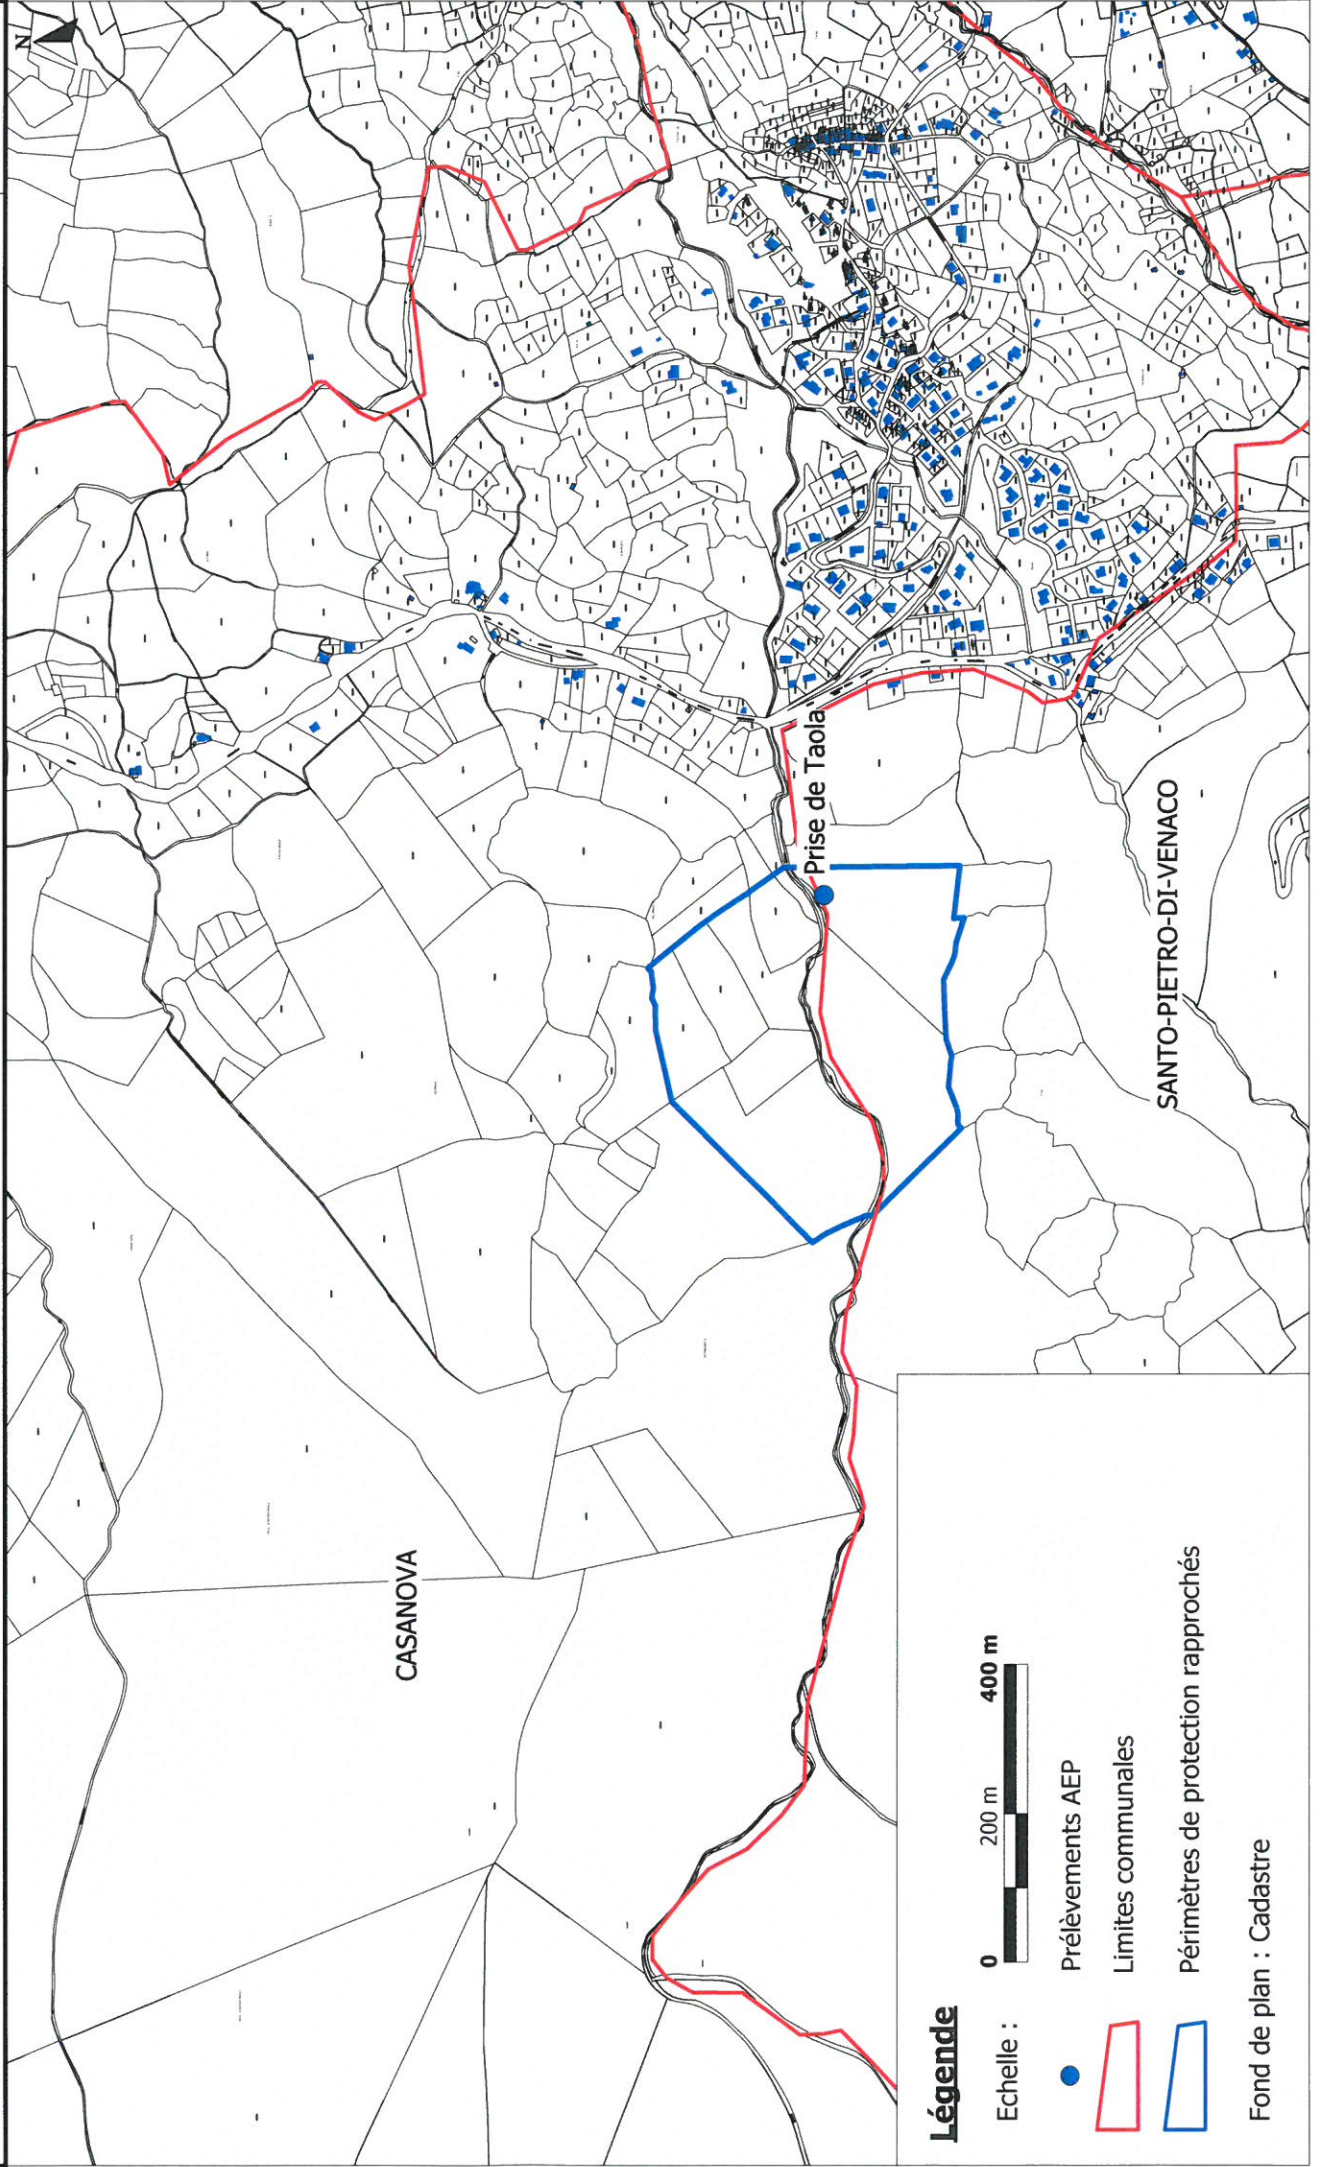 N
CASANOVA
Prise de Taola
SANTO-PIETRO-DI-VENACO
Légende
Echelle :
0 200 m 400 m
Prélèvements AEP
Limites communales
Périmètres de protection rapprochés
Fond de plan : Cadastre